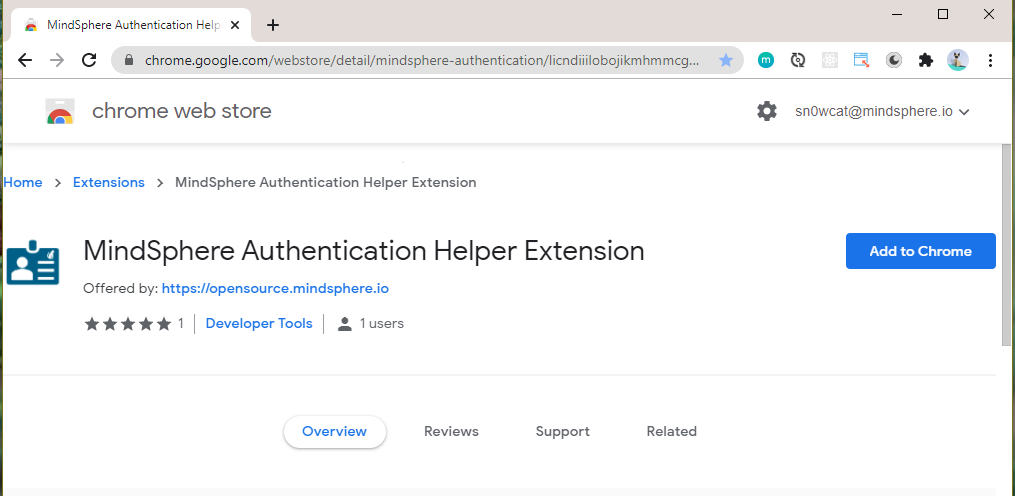 MindSphere Authentication Help
chrome.google.com/webstore/detail/mindsphere-authentication/licndiiilobojikmhmmcg...
m
chrome web store
sn0wcat@mindsphere.io
Home > Extensions > MindSphere Authentication Helper Extension
MindSphere Authentication Helper Extension
Add to Chrome
Offered by: https://opensource.mindsphere.io
1 Developer Tools 1 users
Overview Reviews Support Related